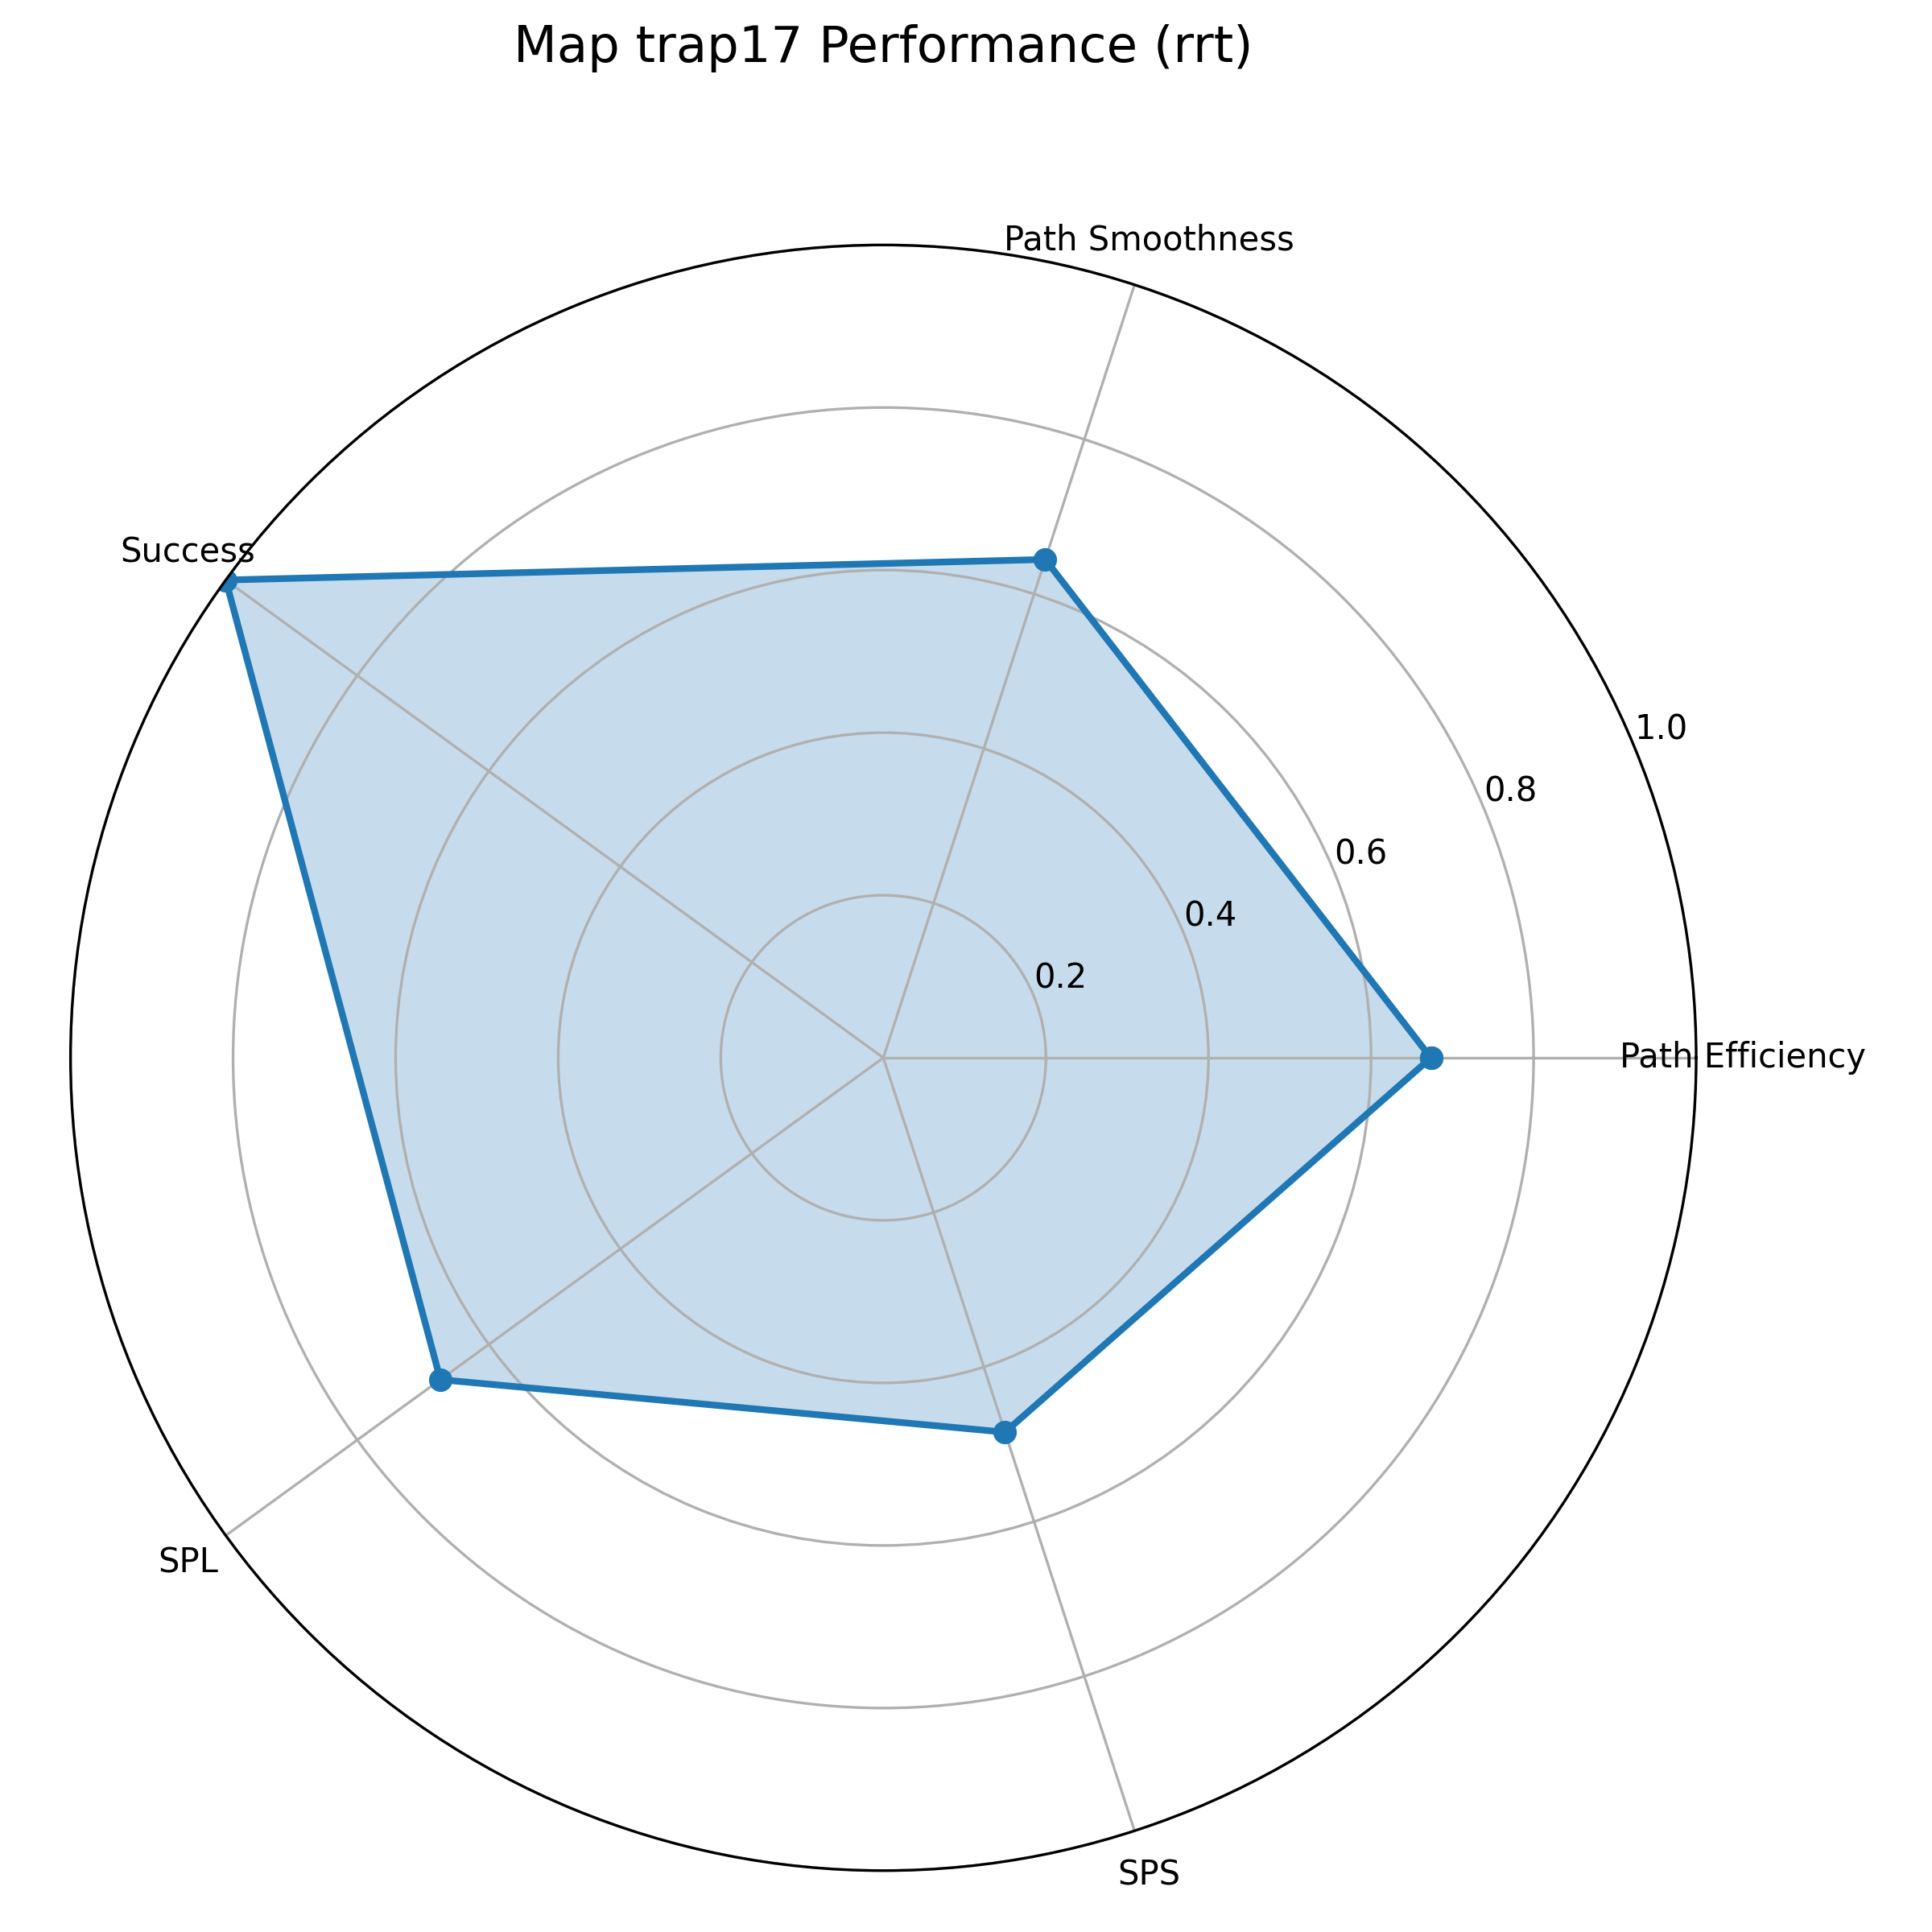 Map trap17 Performance (rrt)
Path Smoothness
Success
1.0
0.8
0.6
0.4
0.2
Path Efficiency
SPL
SPS